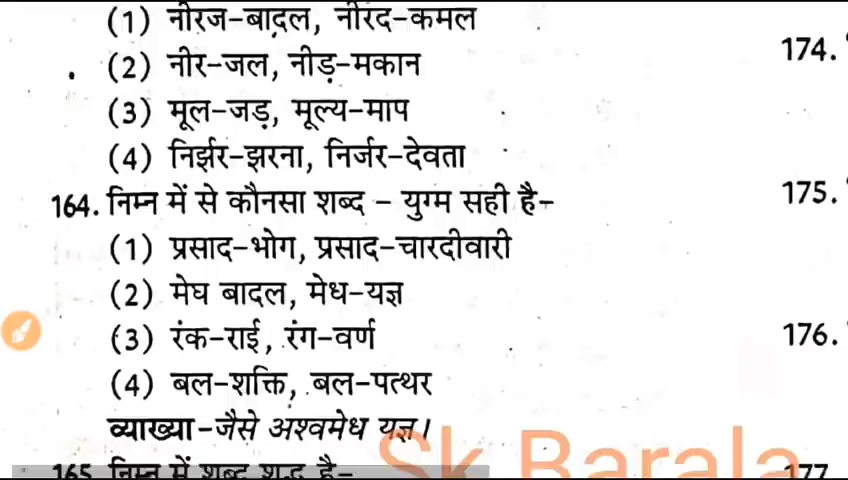 (1) नीरज-बादल, नीरद-कमल
(2) नीर-जल, नीड़-मकान
(3) मूल-जड़, मूल्य-माप
(4) निर्झर-झरना, निर्जर-देवता
164. निम्न में से कौनसा शब्द - युग्म सही है-
(1) प्रसाद-भोग, प्रसाद-चारदीवारी
(2) मेघ बादल, मेध-यज्ञ
(3) रंक-राई, रंग-वर्ण
(4) बल-शक्ति, बल-पत्थर
व्याख्या-जैसे अश्वमेध यज्ञ।
165. निम्न में शब्द शुद्ध है-
174.
175.
176.
177
Sk Barala